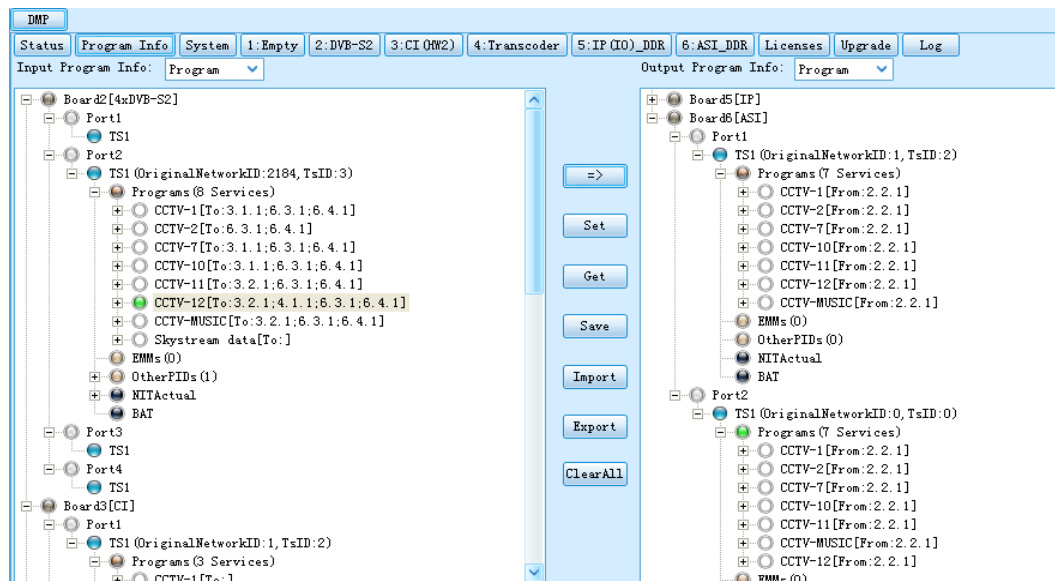 DMP
Status Program Info System 1:Empty 2:DVB-S2 3:CI(HW2) 4:Transcoder 5:IP(IO)_DDR 6:ASI_DDR Licenses Upgrade Log
Input Program Info: Program
Output Program Info: Program
Board2[4xDVB-S2]
Port1
TS1
Port2
TS1(OriginalNetworkID:2184,TsID:3)
Programs(8 Services)
CCTV-1[To:3.1.1;6.3.1;6.4.1]
CCTV-2[To:6.3.1;6.4.1]
CCTV-7[To:3.1.1;6.3.1;6.4.1]
CCTV-10[To:3.1.1;6.3.1;6.4.1]
CCTV-11[To:3.2.1;6.3.1;6.4.1]
CCTV-12[To:3.2.1;4.1.1;6.3.1;6.4.1]
CCTV-MUSIC[To:3.2.1;6.3.1;6.4.1]
Skystream data[To:]
EMMs(0)
OtherPIDs(1)
NITActual
BAT
Port3
TS1
Port4
TS1
Board3[CI]
Port1
TS1(OriginalNetworkID:1,TsID:2)
Programs(3 Services)
CCTV-1[To:]
=>
Set
Get
Save
Import
Export
ClearAll
Board5[IP]
Board6[ASI]
Port1
TS1(OriginalNetworkID:1,TsID:2)
Programs(7 Services)
CCTV-1[From:2.2.1]
CCTV-2[From:2.2.1]
CCTV-7[From:2.2.1]
CCTV-10[From:2.2.1]
CCTV-11[From:2.2.1]
CCTV-12[From:2.2.1]
CCTV-MUSIC[From:2.2.1]
EMMs(0)
OtherPIDs(0)
NITActual
BAT
Port2
TS1(OriginalNetworkID:0,TsID:0)
Programs(7 Services)
CCTV-1[From:2.2.1]
CCTV-2[From:2.2.1]
CCTV-7[From:2.2.1]
CCTV-10[From:2.2.1]
CCTV-11[From:2.2.1]
CCTV-MUSIC[From:2.2.1]
CCTV-12[From:2.2.1]
EMMs(0)